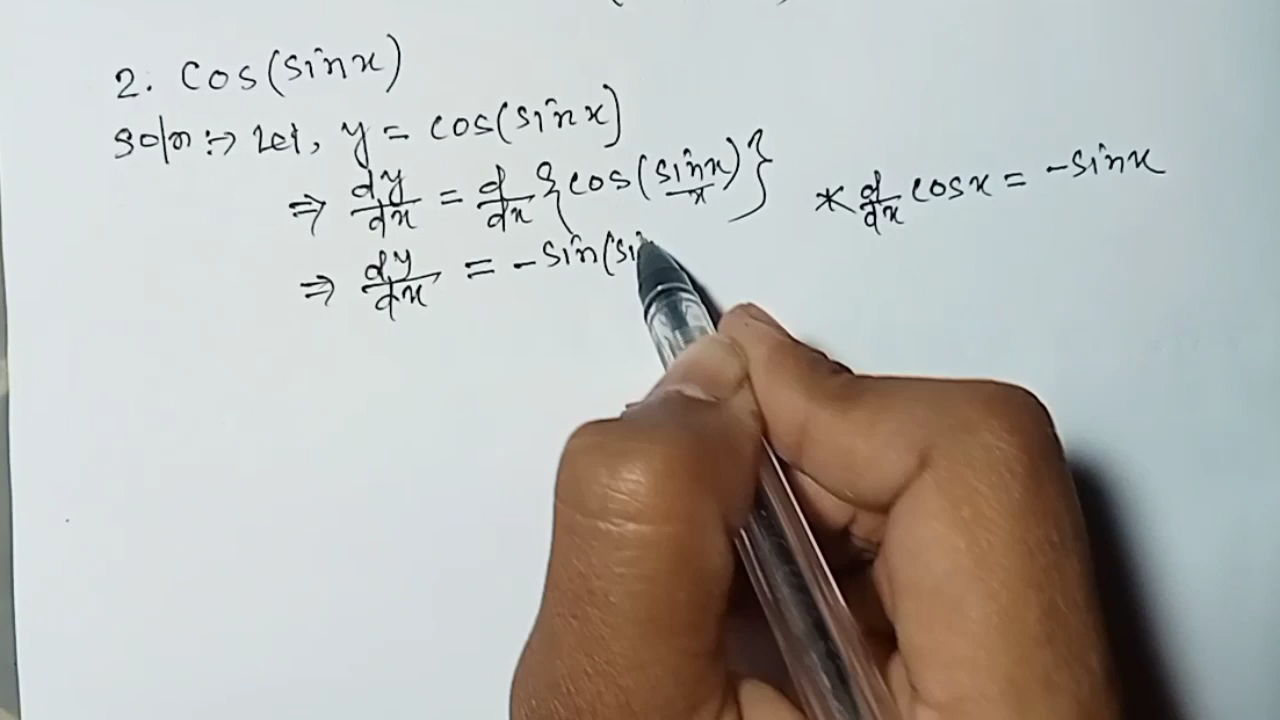 2. Cos(sinx)
Soln :→ Let, y = cos(sinx)
⇒ dy/dx = d/dx {cos(sinx)} x
* d/dx cosx = -sinx
⇒ dy/dx = -sin(si